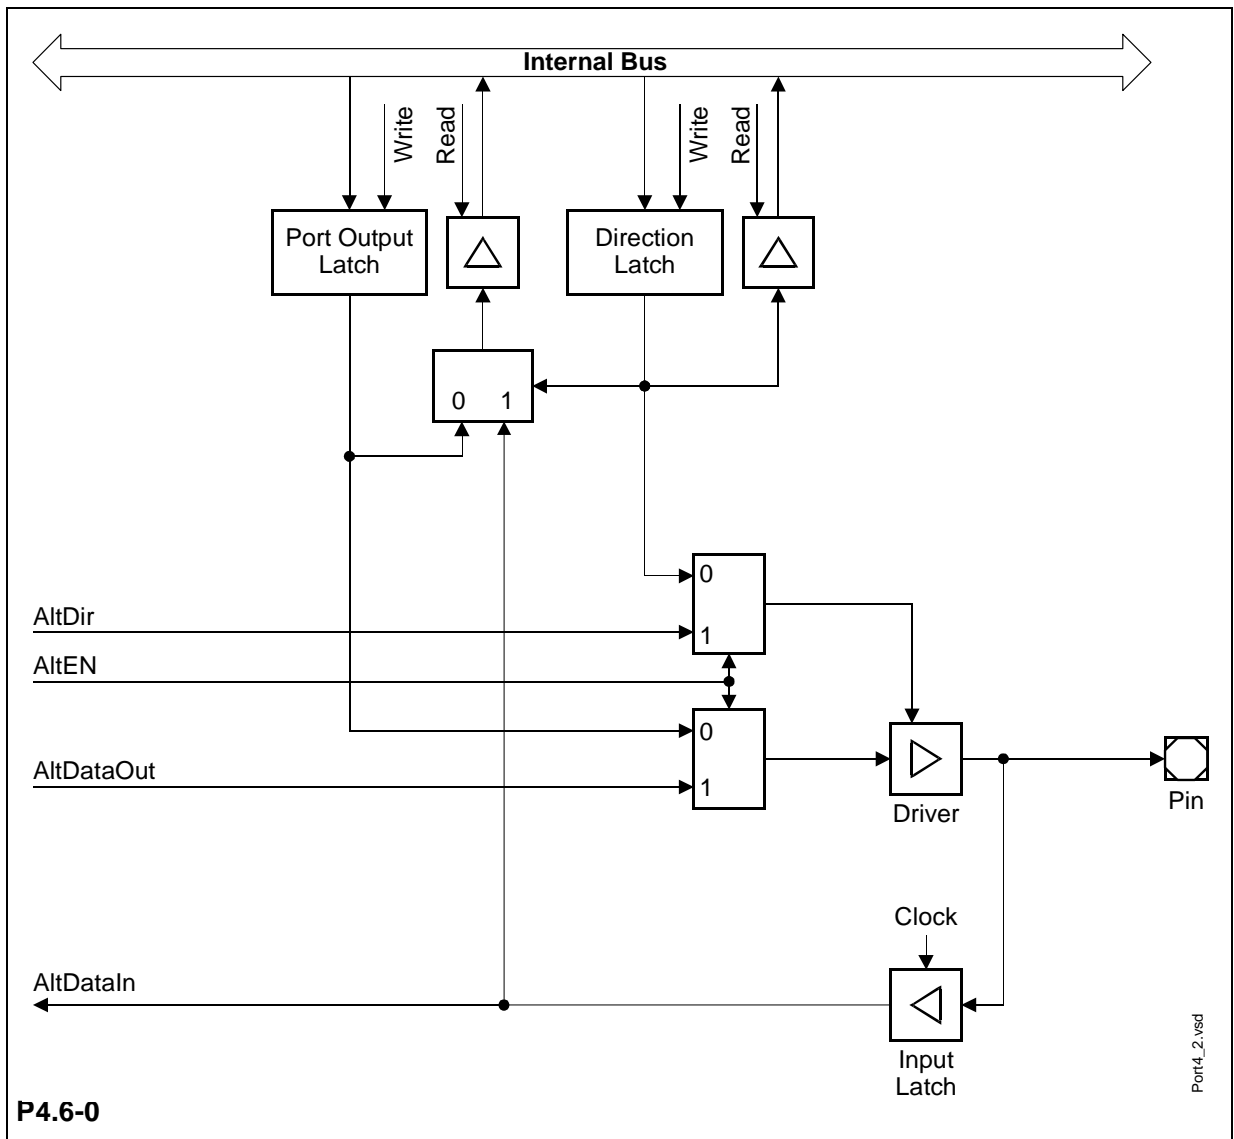 Internal Bus
Write
Read
Write
Read
Port Output
Latch
Direction
Latch
0 1
0
AltDir
1
AltEN
0
AltDataOut
1
Driver
Pin
Clock
AltDataIn
Input
Latch
Port4_2.vsd
P4.6-0